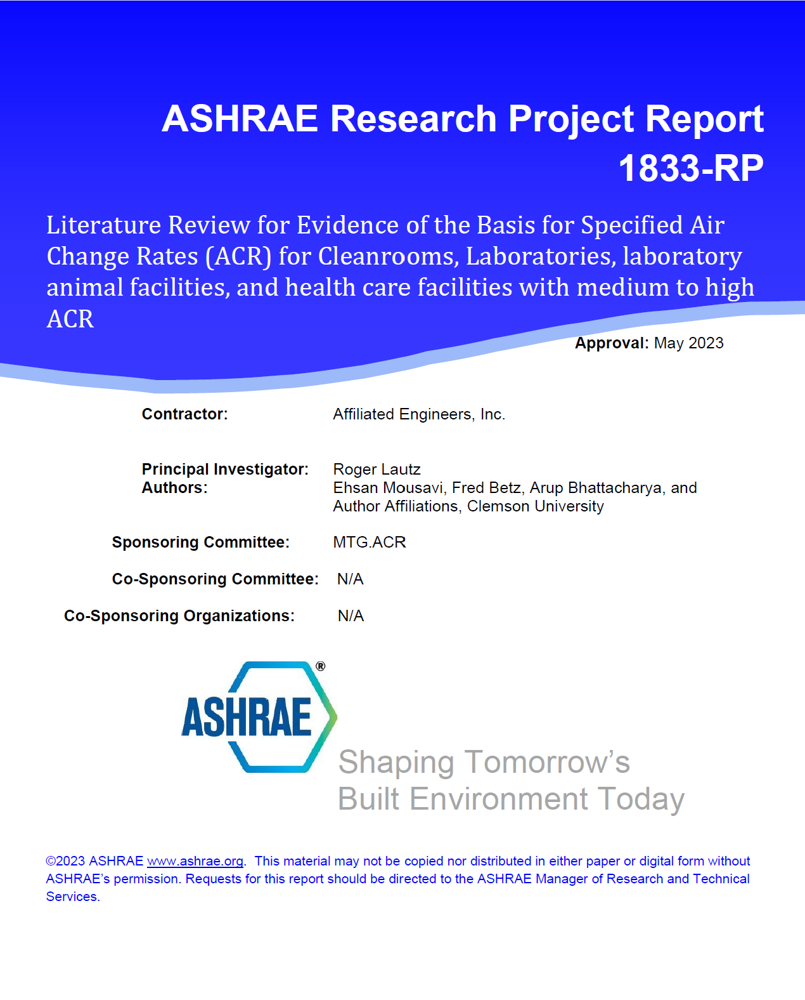 ASHRAE Research Project Report
1833-RP
Literature Review for Evidence of the Basis for Specified Air
Change Rates (ACR) for Cleanrooms, Laboratories, laboratory
animal facilities, and health care facilities with medium to high
ACR
Approval: May 2023
Contractor: Affiliated Engineers, Inc.
Principal Investigator: Roger Lautz
Authors: Ehsan Mousavi, Fred Betz, Arup Bhattacharya, and
Author Affiliations, Clemson University
Sponsoring Committee: MTG.ACR
Co-Sponsoring Committee: N/A
Co-Sponsoring Organizations: N/A
ASHRAE ®
Shaping Tomorrow’s
Built Environment Today
©2023 ASHRAE www.ashrae.org. This material may not be copied nor distributed in either paper or digital form without
ASHRAE’s permission. Requests for this report should be directed to the ASHRAE Manager of Research and Technical
Services.